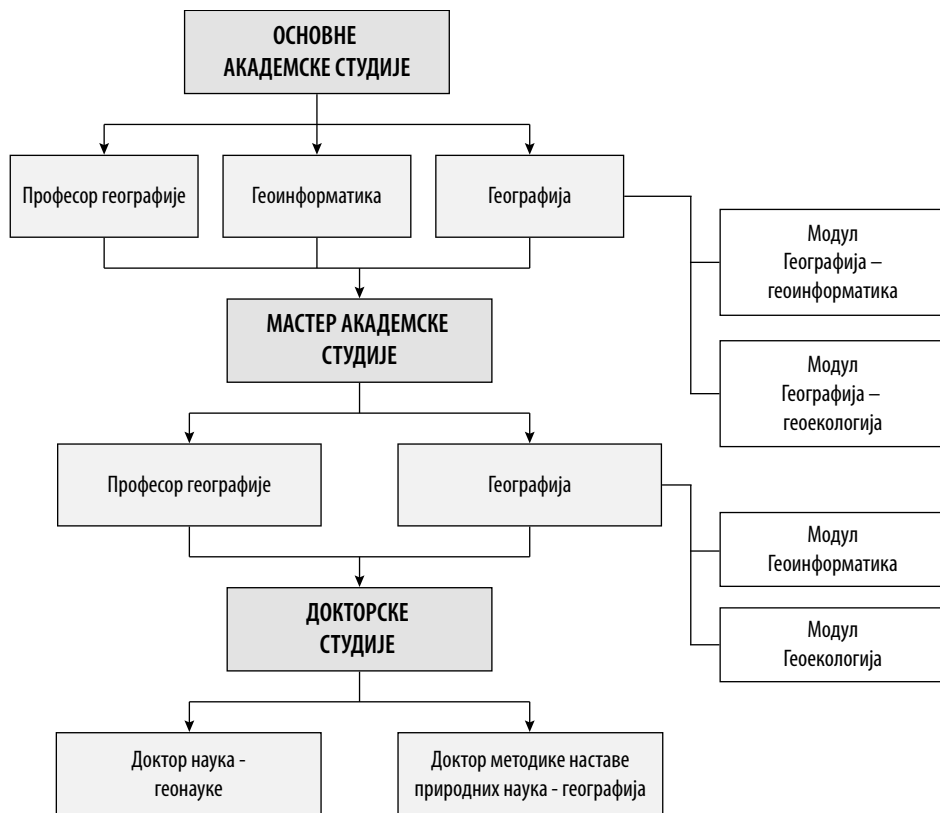 ОСНОВНЕ
АКАДЕМСКЕ СТУДИЈЕ
Професор географије
Геоинформатика
Географија
Модул
Географија –
геоинформатика
Модул
Географија –
геоекологија
МАСТЕР АКАДЕМСКЕ
СТУДИЈЕ
Професор географије
Географија
Модул
Геоинформатика
Модул
Геоекологија
ДОКТОРСКЕ
СТУДИЈЕ
Доктор наука -
геонауке
Доктор методике наставе
природних наука - географија